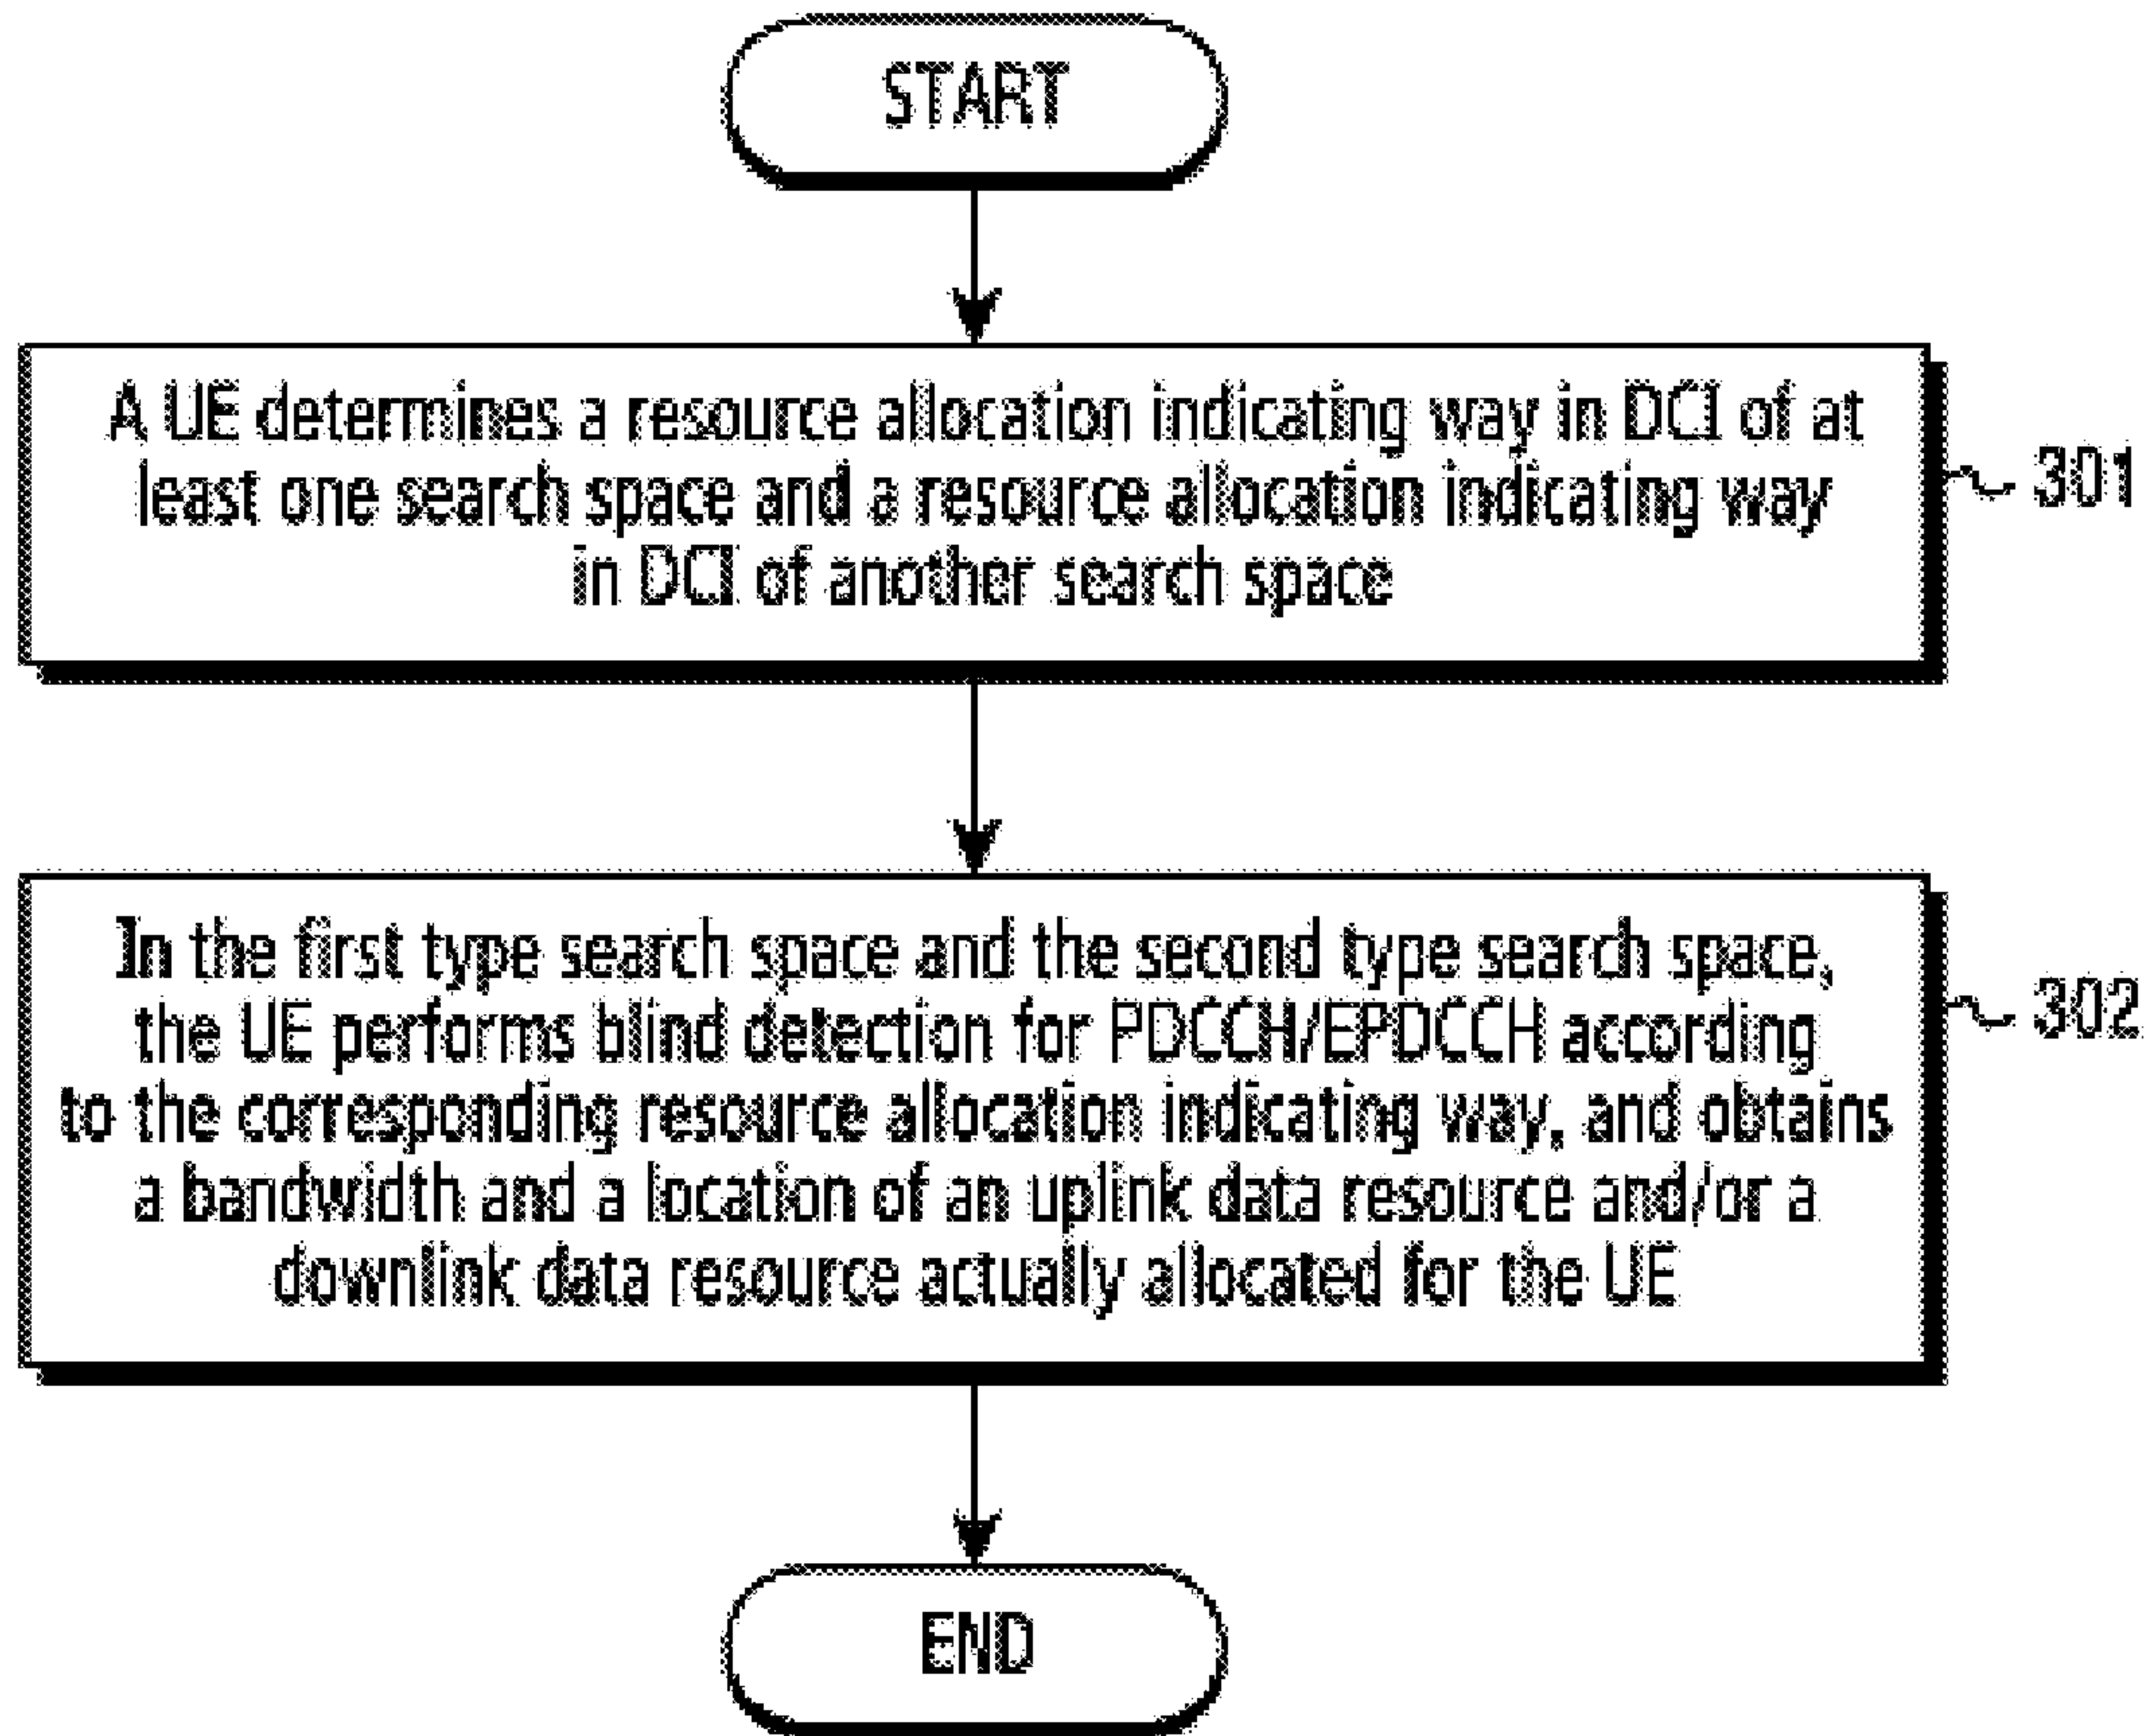 START
A UE determines a resource allocation indicating way in DCI of at
least one search space and a resource allocation indicating way
in DCI of another search space
301
In the first type search space and the second type search space,
the UE performs blind detection for PDCCH/EPDCCH according
to the corresponding resource allocation indicating way, and obtains
a bandwidth and a location of an uplink data resource and/or a
downlink data resource actually allocated for the UE
302
END